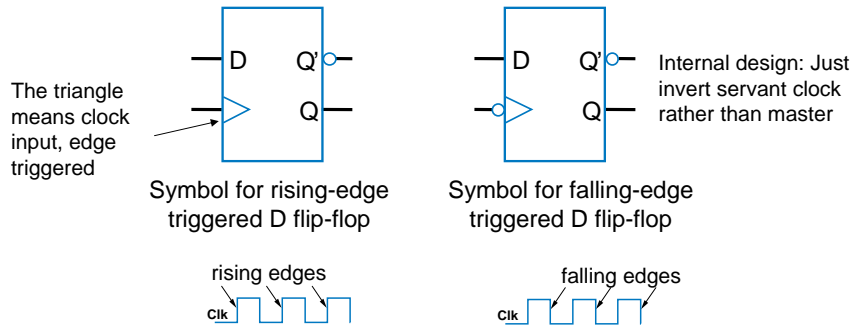 D Q’
Q
The triangle
means clock
input, edge
triggered
Symbol for rising-edge
triggered D flip-flop
D Q’
Q
Internal design: Just
invert servant clock
rather than master
Symbol for falling-edge
triggered D flip-flop
rising edges
Clk
falling edges
Clk